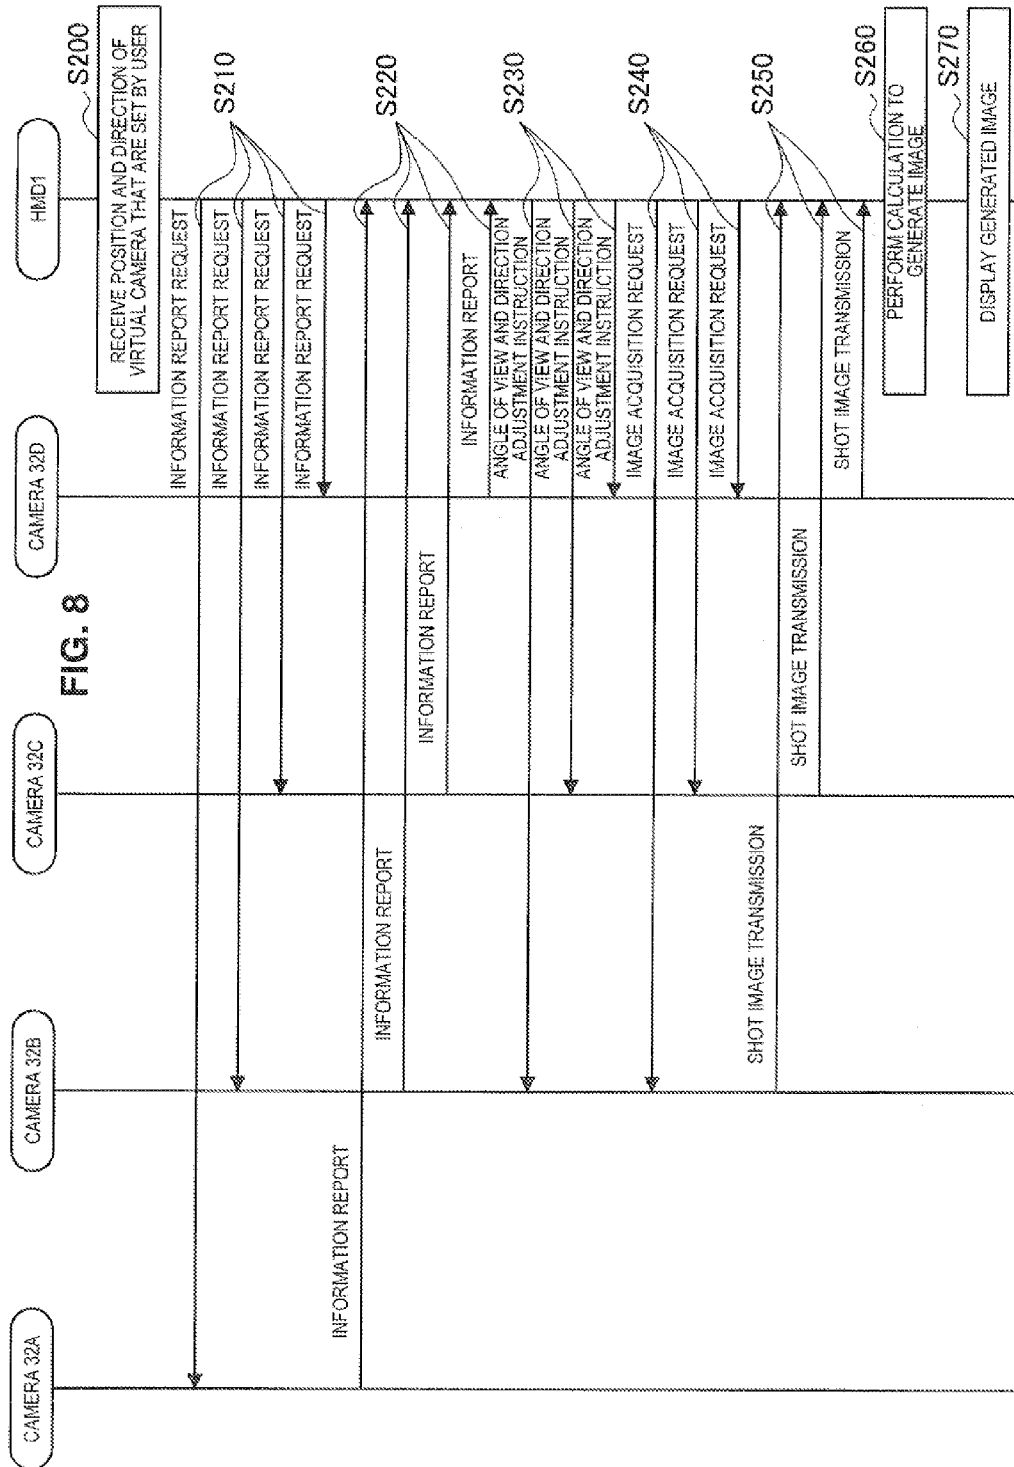 FIG. 8
CAMERA 32A
CAMERA 32B
CAMERA 32C
CAMERA 32D
HMD1
S200
RECEIVE POSITION AND DIRECTION OF
VIRTUAL CAMERA THAT ARE SET BY USER
S210
INFORMATION REPORT REQUEST
INFORMATION REPORT REQUEST
INFORMATION REPORT REQUEST
INFORMATION REPORT REQUEST
S220
INFORMATION REPORT
INFORMATION REPORT
INFORMATION REPORT
INFORMATION REPORT
S230
ANGLE OF VIEW AND DIRECTION
ADJUSTMENT INSTRUCTION
ANGLE OF VIEW AND DIRECTION
ADJUSTMENT INSTRUCTION
ANGLE OF VIEW AND DIRECTION
ADJUSTMENT INSTRUCTION
S240
IMAGE ACQUISITION REQUEST
IMAGE ACQUISITION REQUEST
IMAGE ACQUISITION REQUEST
S250
SHOT IMAGE TRANSMISSION
SHOT IMAGE TRANSMISSION
SHOT IMAGE TRANSMISSION
S260
PERFORM CALCULATION TO
GENERATE IMAGE
S270
DISPLAY GENERATED IMAGE